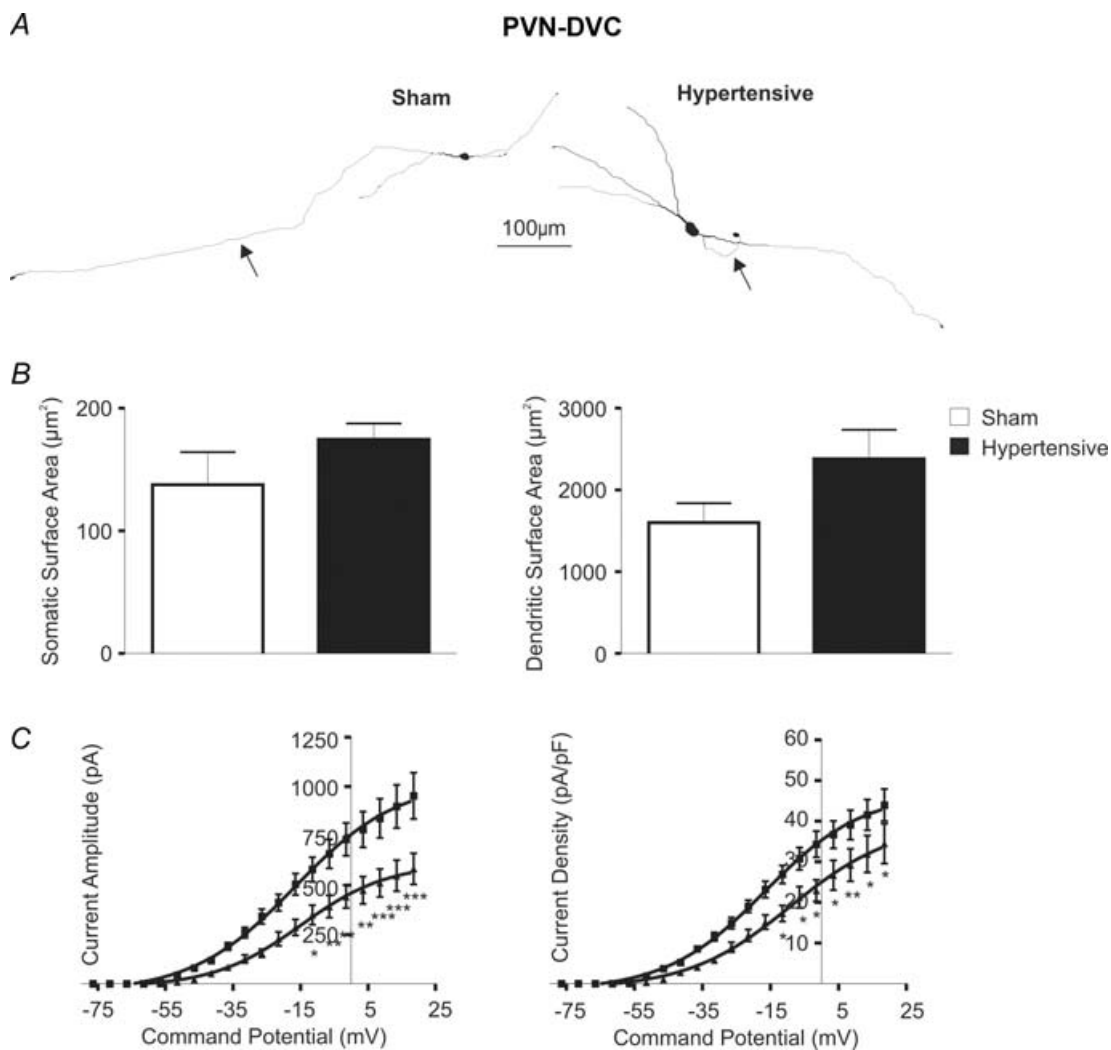 A
PVN-DVC
Sham
Hypertensive
100µm
B
Somatic Surface Area (µm²)
200
100
0
Dendritic Surface Area (µm²)
3000
2000
1000
0
Sham
Hypertensive
C
Current Amplitude (pA)
1250
1000
750
500
250
*
**
**
**
***
***
***
-75 -55 -35 -15 5 25
Command Potential (mV)
Current Density (pA/pF)
60
50
40
30
20
10
*
*
*
*
**
*
*
-75 -55 -35 -15 5 25
Command Potential (mV)